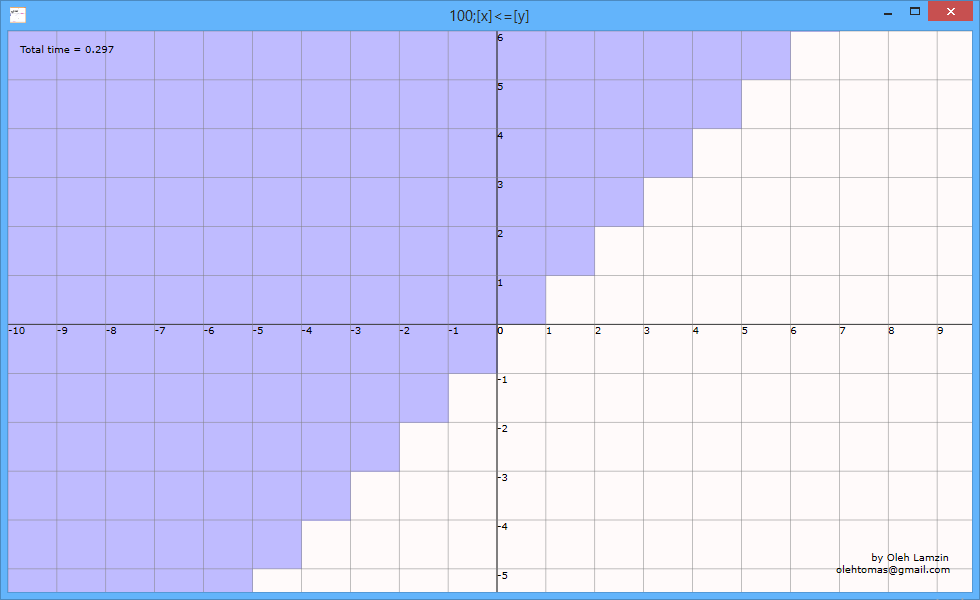 100;[x]<=[y]
Total time = 0.297
6
5
4
3
2
1
-10 -9 -8 -7 -6 -5 -4 -3 -2 -1 0 1 2 3 4 5 6 7 8 9
-1
-2
-3
-4
-5
by Oleh Lamzin
olehtomas@gmail.com